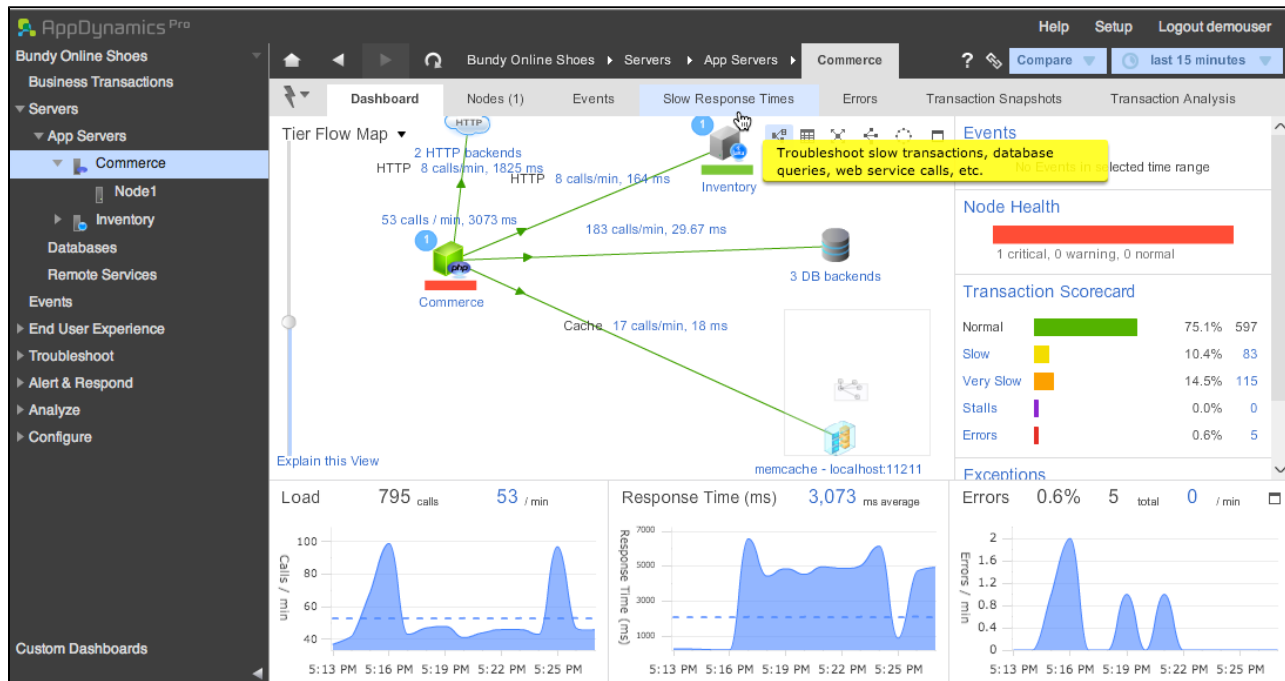 AppDynamics Pro
Help Setup Logout demouser
Bundy Online Shoes
Business Transactions
Servers
App Servers
Commerce
Node1
Inventory
Databases
Remote Services
Events
End User Experience
Troubleshoot
Alert & Respond
Analyze
Configure
Custom Dashboards
Bundy Online Shoes Servers App Servers Commerce
? Compare last 15 minutes
Dashboard Nodes (1) Events Slow Response Times Errors Transaction Snapshots Transaction Analysis
Tier Flow Map
HTTP
2 HTTP backends
HTTP 8 calls/min, 1825 ms
HTTP 8 calls/min, 164 ms
1
Inventory
Troubleshoot slow transactions, database
queries, web service calls, etc.
53 calls / min, 3073 ms
1
php
Commerce
183 calls/min, 29.67 ms
3 DB backends
Cache 17 calls/min, 18 ms
memcache - localhost:11211
Explain this View
Events
No Events in selected time range
Node Health
1 critical, 0 warning, 0 normal
Transaction Scorecard
Normal 75.1% 597
Slow 10.4% 83
Very Slow 14.5% 115
Stalls 0.0% 0
Errors 0.6% 5
Exceptions
Load 795 calls 53 / min
Calls / min
100
80
60
40
5:13 PM 5:16 PM 5:19 PM 5:22 PM 5:25 PM
Response Time (ms) 3,073 ms average
Response Time (ms)
7000
5000
3000
1000
5:13 PM 5:16 PM 5:19 PM 5:22 PM 5:25 PM
Errors 0.6% 5 total 0 / min
Errors / min
2
1.6
1.2
0.8
0.4
0
5:13 PM 5:16 PM 5:19 PM 5:22 PM 5:25 PM